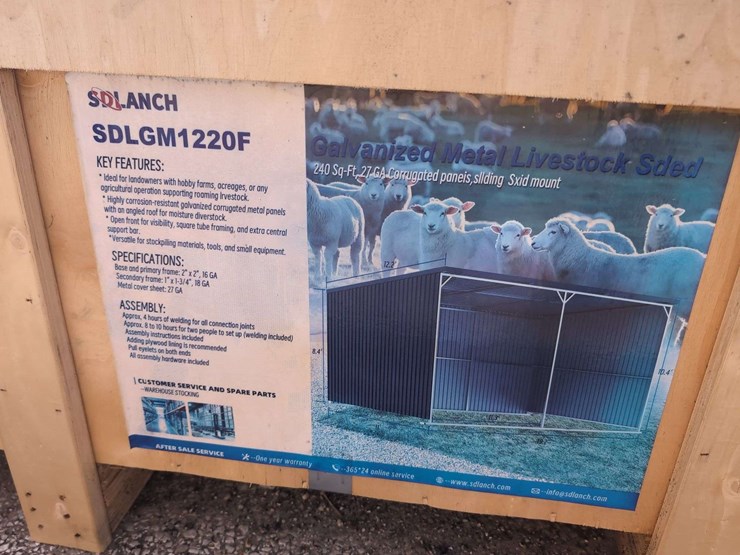 SDLANCH
SDLGM1220F
KEY FEATURES:
* Ideal for landowners with hobby farms, acreages, or any
agricultural operation supporting roaming lrvestock.
* Highly corrosion-resistant galvanized corrugated metal panels
with an angled roof for moisture diverstock.
* Open front for visibility, square tube framing, and extra central
support bar.
*Versatile for stockpilling materials, tools, and small equipment.
SPECIFICATIONS:
Base and primary frame: 2" x 2", 16 GA
Secondary frame: 1" x 1-3/4", 18 GA
Metal cover sheet: 27 GA
ASSEMBLY:
Approx, 4 hours of welding for all connection joints
Approx, 8 to 10 hours for two people to set up (welding included)
Assembly instructions included
Adding plywood lining is recommended
Pull eyelets on both ends
All assembly hardware included
CUSTOMER SERVICE AND SPARE PARTS
--WAREHOUSE STOCKING
Galvanized Metal Livestock Sded
240 Sq-Ft, 27 GA Corrugated paneis,sllding Sxid mount
12.2'
8.4'
10.4'
AFTER SALE SERVICE
--One year warranty
--365*24 online service
--www.sdlanch.com
--info@sdlanch.com